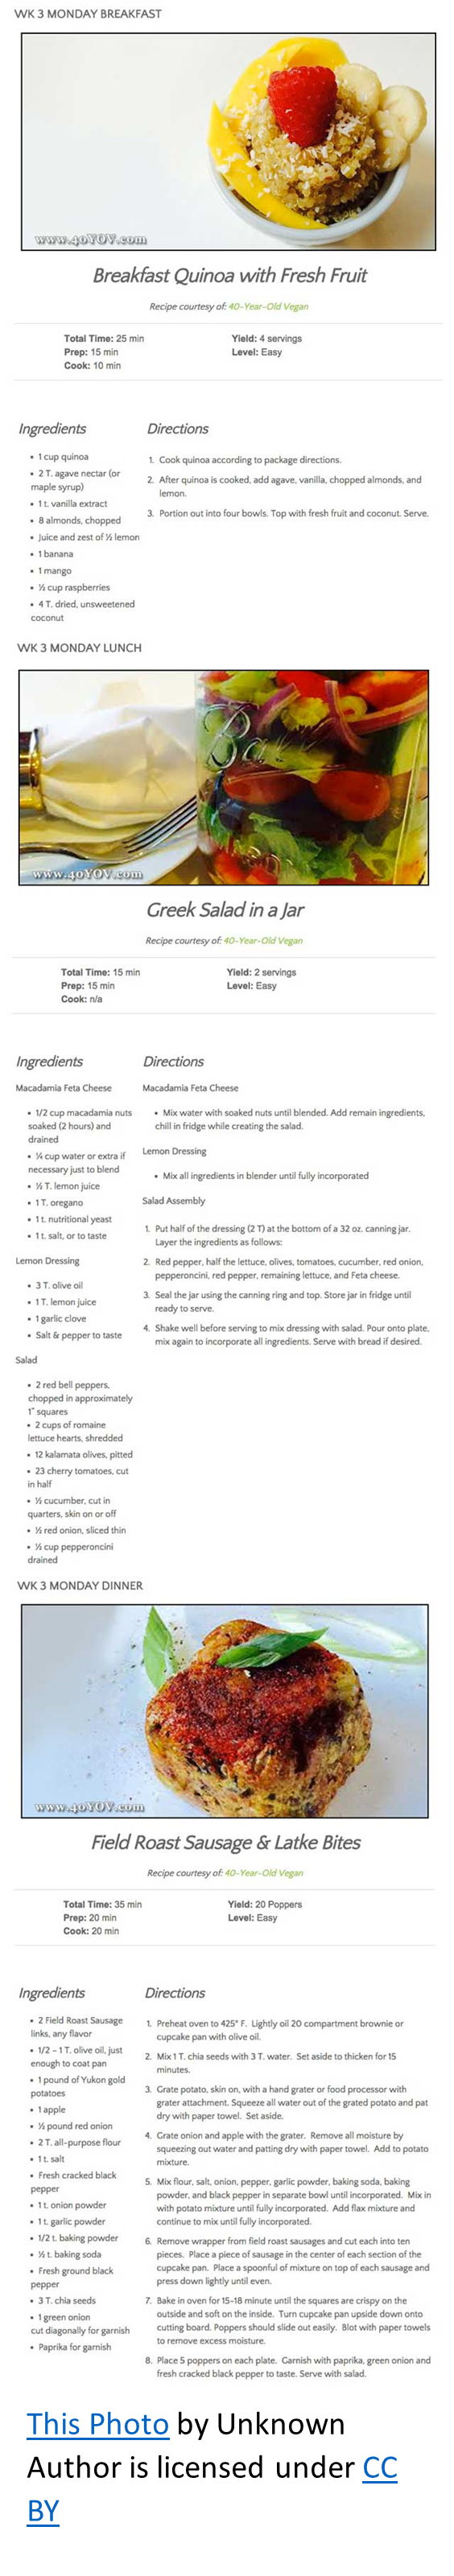 WK 3 MONDAY BREAKFAST
www.40YOV.com
Breakfast Quinoa with Fresh Fruit
Recipe courtesy of: 40-Year-Old Vegan
Total Time: 25 min
Prep: 15 min
Cook: 10 min
Yield: 4 servings
Level: Easy
Ingredients
• 1 cup quinoa
• 2 T. agave nectar (or
maple syrup)
• 1 t. vanilla extract
• 8 almonds, chopped
• Juice and zest of ½ lemon
• 1 banana
• 1 mango
• ½ cup raspberries
• 4 T. dried, unsweetened
coconut
Directions
1. Cook quinoa according to package directions.
2. After quinoa is cooked, add agave, vanilla, chopped almonds, and
lemon.
3. Portion out into four bowls. Top with fresh fruit and coconut. Serve.
WK 3 MONDAY LUNCH
www.40YOV.com
Greek Salad in a Jar
Recipe courtesy of: 40-Year-Old Vegan
Total Time: 15 min
Prep: 15 min
Cook: n/a
Yield: 2 servings
Level: Easy
Ingredients
Macadamia Feta Cheese
• 1/2 cup macadamia nuts
soaked (2 hours) and
drained
• ¼ cup water or extra if
necessary just to blend
• ½ T. lemon juice
• 1 T. oregano
• 1 t. nutritional yeast
• 1 t. salt, or to taste
Lemon Dressing
• 3 T. olive oil
• 1 T. lemon juice
• 1 garlic clove
• Salt & pepper to taste
Salad
• 2 red bell peppers,
chopped in approximately
1" squares
• 2 cups of romaine
lettuce hearts, shredded
• 12 kalamata olives, pitted
• 23 cherry tomatoes, cut
in half
• ½ cucumber, cut in
quarters, skin on or off
• ½ red onion, sliced thin
• ½ cup pepperoncini
drained
Directions
Macadamia Feta Cheese
• Mix water with soaked nuts until blended. Add remain ingredients,
chill in fridge while creating the salad.
Lemon Dressing
• Mix all ingredients in blender until fully incorporated
Salad Assembly
1. Put half of the dressing (2 T) at the bottom of a 32 oz. canning jar.
Layer the ingredients as follows:
2. Red pepper, half the lettuce, olives, tomatoes, cucumber, red onion,
pepperoncini, red pepper, remaining lettuce, and Feta cheese.
3. Seal the jar using the canning ring and top. Store jar in fridge until
ready to serve.
4. Shake well before serving to mix dressing with salad. Pour onto plate,
mix again to incorporate all ingredients. Serve with bread if desired.
WK 3 MONDAY DINNER
www.40YOV.com
Field Roast Sausage & Latke Bites
Recipe courtesy of: 40-Year-Old Vegan
Total Time: 35 min
Prep: 20 min
Cook: 20 min
Yield: 20 Poppers
Level: Easy
Ingredients
• 2 Field Roast Sausage
links, any flavor
• 1/2 – 1 T. olive oil, just
enough to coat pan
• 1 pound of Yukon gold
potatoes
• 1 apple
• ½ pound red onion
• 2 T. all-purpose flour
• 1 t. salt
• Fresh cracked black
pepper
• 1 t. onion powder
• 1 t. garlic powder
• 1/2 t. baking powder
• ½ t. baking soda
• Fresh ground black
pepper
• 3 T. chia seeds
• 1 green onion
cut diagonally for garnish
• Paprika for garnish
Directions
1. Preheat oven to 425° F. Lightly oil 20 compartment brownie or
cupcake pan with olive oil.
2. Mix 1 T. chia seeds with 3 T. water. Set aside to thicken for 15
minutes.
3. Grate potato, skin on, with a hand grater or food processor with
grater attachment. Squeeze all water out of the grated potato and pat
dry with paper towel. Set aside.
4. Grate onion and apple with the grater. Remove all moisture by
squeezing out water and patting dry with paper towel. Add to potato
mixture.
5. Mix flour, salt, onion, pepper, garlic powder, baking soda, baking
powder, and black pepper in separate bowl until incorporated. Mix in
with potato mixture until fully incorporated. Add flax mixture and
continue to mix until fully incorporated.
6. Remove wrapper from field roast sausages and cut each into ten
pieces. Place a piece of sausage in the center of each section of the
cupcake pan. Place a spoonful of mixture on top of each sausage and
press down lightly until even.
7. Bake in oven for 15-18 minute until the squares are crispy on the
outside and soft on the inside. Turn cupcake pan upside down onto
cutting board. Poppers should slide out easily. Blot with paper towels
to remove excess moisture.
8. Place 5 poppers on each plate. Garnish with paprika, green onion and
fresh cracked black pepper to taste. Serve with salad.
This Photo by Unknown
Author is licensed under CC
BY